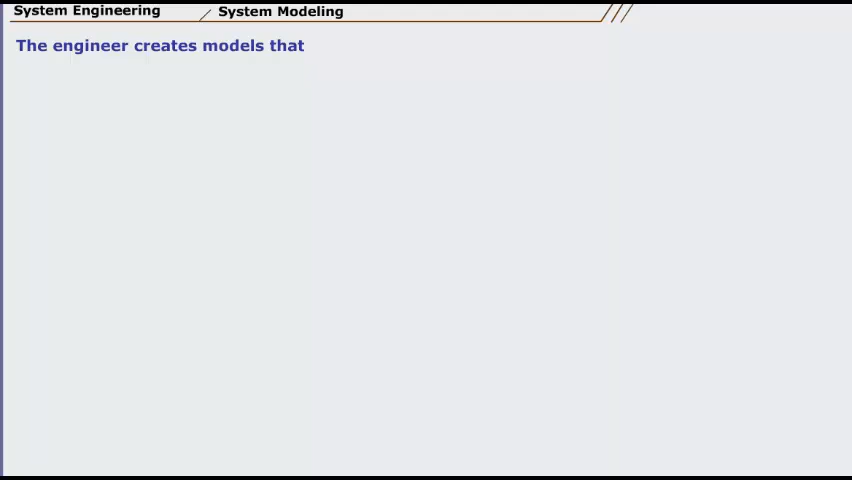 System Engineering
System Modeling
The engineer creates models that